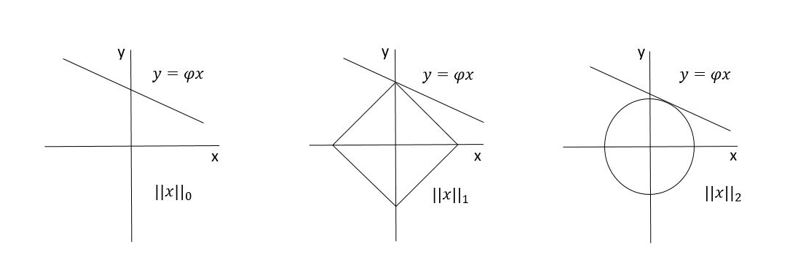 y
y = φx
x
||x||₀
y
y = φx
x
||x||₁
y
y = φx
x
||x||₂